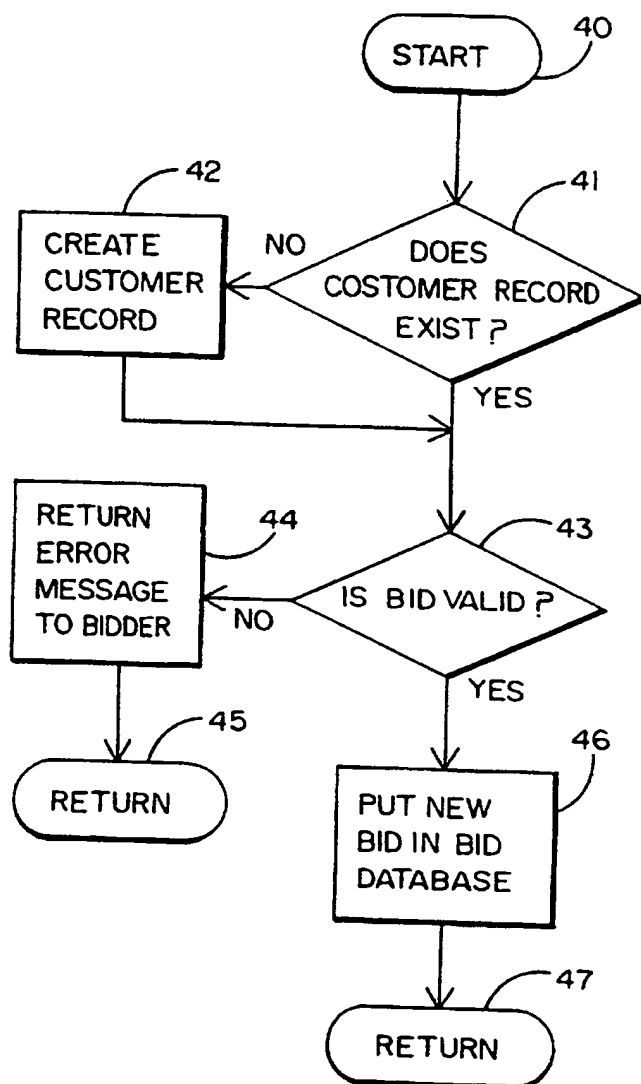 START
40
41
42
CREATE
CUSTOMER
RECORD
NO
DOES
COSTOMER RECORD
EXIST?
YES
RETURN
ERROR
MESSAGE
TO BIDDER
44
NO
43
IS BID VALID?
YES
45
RETURN
46
PUT NEW
BID IN BID
DATABASE
47
RETURN